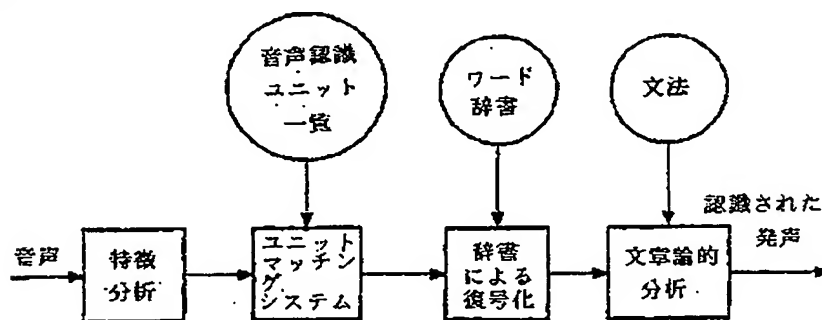 音声認識
ユニット
一覧
ワード
辞書
文法
音声
特徴
分析
ユニット
マッチン
グ
システム
辞書
による
復号化
文章論的
分析
認識された
発声